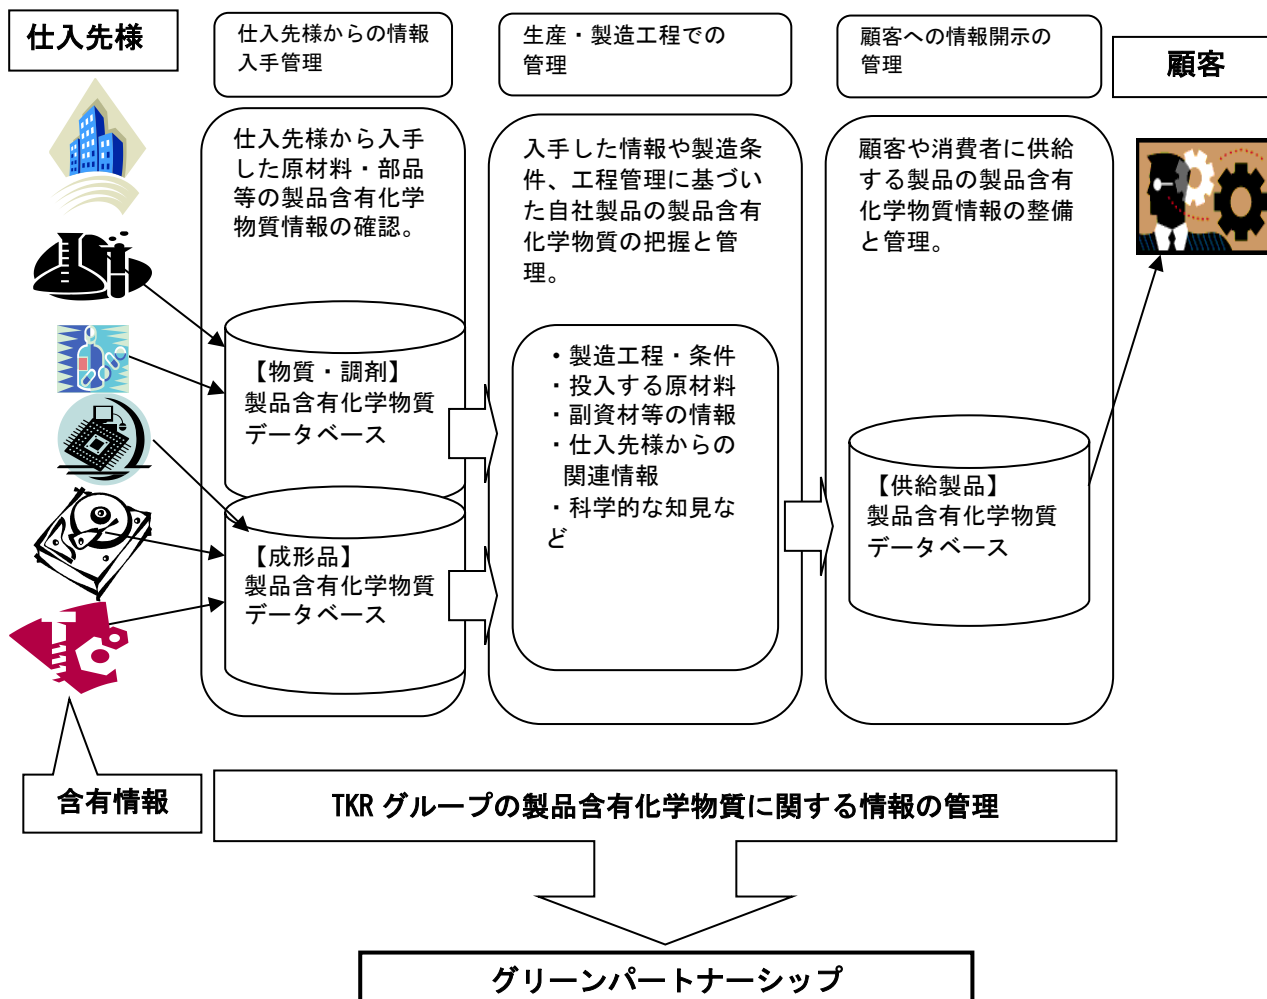 仕入先様
仕入先様からの情報
入手管理
生産・製造工程での
管理
顧客への情報開示の
管理
顧客
仕入先様から入手
した原材料・部品
等の製品含有化学
物質情報の確認。
入手した情報や製造条
件、工程管理に基づい
た自社製品の製品含有
化学物質の把握と管
理。
顧客や消費者に供給
する製品の製品含有
化学物質情報の整備
と管理。
【物質・調剤】
製品含有化学物質
データベース
【成形品】
製品含有化学物質
データベース
・製造工程・条件
・投入する原材料
・副資材等の情報
・仕入先様からの
関連情報
・科学的な知見な
ど
【供給製品】
製品含有化学物質
データベース
含有情報
TKR グループの製品含有化学物質に関する情報の管理
グリーンパートナーシップ